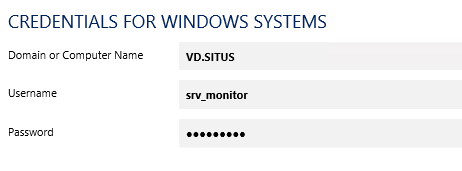 CREDENTIALS FOR WINDOWS SYSTEMS
Domain or Computer Name VD.SITUS
Username srv_monitor
Password •••••••••